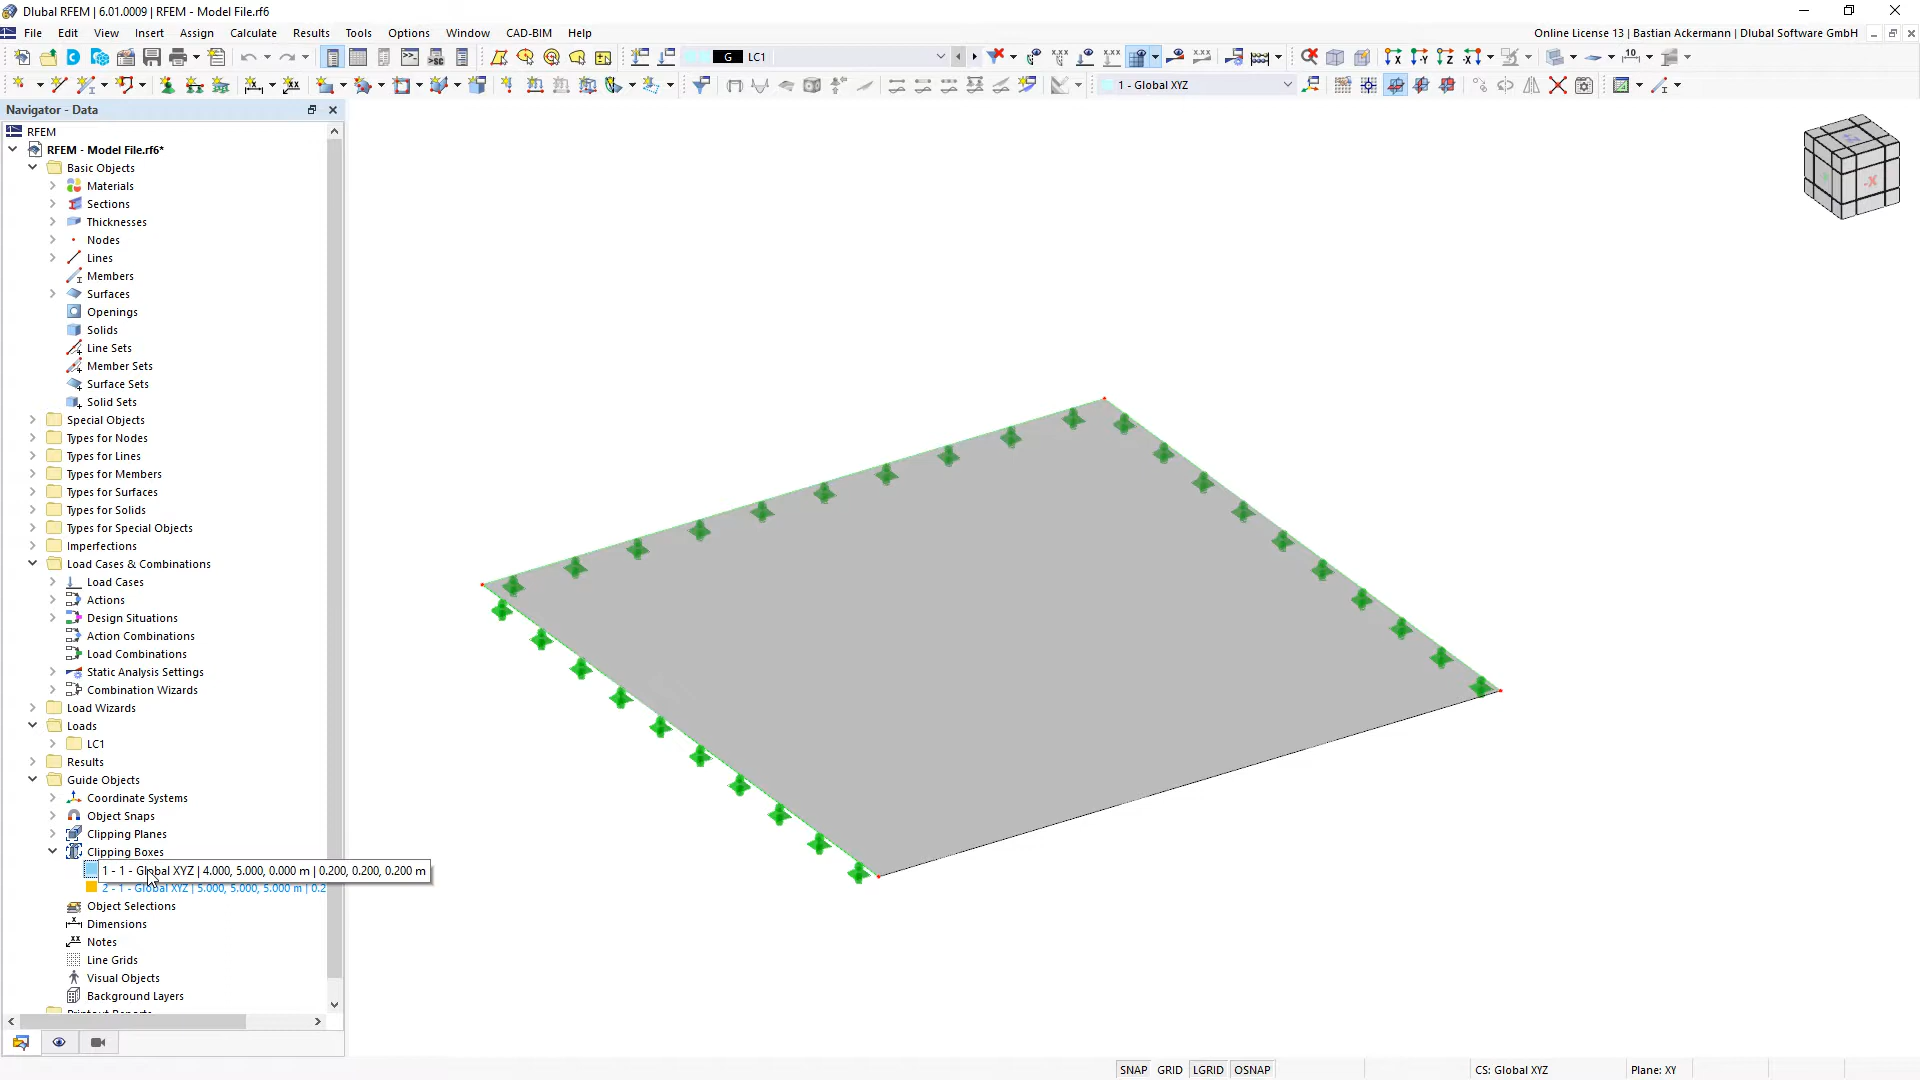 Dlubal RFEM | 6.01.0009 | RFEM - Model File.rf6
File Edit View Insert Assign Calculate Results Tools Options Window CAD-BIM Help
Online License 13 | Bastian Ackermann | Dlubal Software GmbH
G LC1
1 - Global XYZ
Navigator - Data
RFEM
RFEM - Model File.rf6*
Basic Objects
Materials
Sections
Thicknesses
Nodes
Lines
Members
Surfaces
Openings
Solids
Line Sets
Member Sets
Surface Sets
Solid Sets
Special Objects
Types for Nodes
Types for Lines
Types for Members
Types for Surfaces
Types for Solids
Types for Special Objects
Imperfections
Load Cases & Combinations
Load Cases
Actions
Design Situations
Action Combinations
Load Combinations
Static Analysis Settings
Combination Wizards
Load Wizards
Loads
LC1
Results
Guide Objects
Coordinate Systems
Object Snaps
Clipping Planes
Clipping Boxes
1 - 1 - Global XYZ | 4.000, 5.000, 0.000 m | 0.200, 0.200, 0.200 m
2 - 1 - Global XYZ | 5.000, 5.000, 5.000 m | 0.2
Object Selections
Dimensions
Notes
Line Grids
Visual Objects
Background Layers
-X
SNAP GRID LGRID OSNAP
CS: Global XYZ
Plane: XY